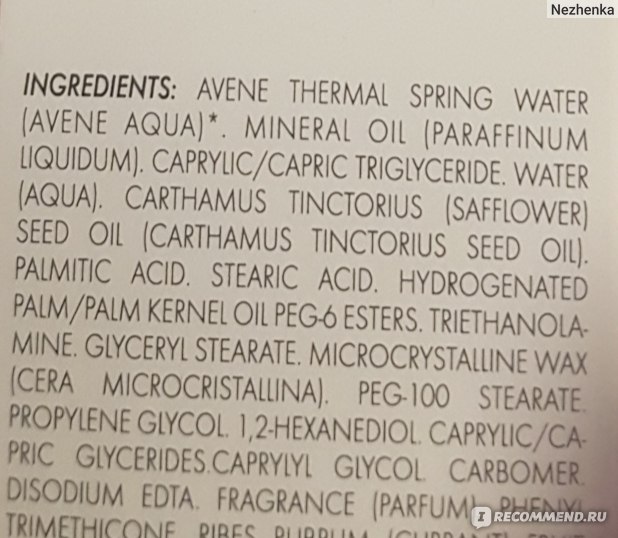 Nezhenka
INGREDIENTS: AVENE THERMAL SPRING WATER
(AVENE AQUA)*. MINERAL OIL (PARAFFINUM
LIQUIDUM). CAPRYLIC/CAPRIC TRIGLYCERIDE. WATER
(AQUA). CARTHAMUS TINCTORIUS (SAFFLOWER)
SEED OIL (CARTHAMUS TINCTORIUS SEED OIL).
PALMITIC ACID. STEARIC ACID. HYDROGENATED
PALM/PALM KERNEL OIL PEG-6 ESTERS. TRIETHANOLA-
MINE. GLYCERYL STEARATE. MICROCRYSTALLINE WAX
(CERA MICROCRISTALLINA). PEG-100 STEARATE.
PROPYLENE GLYCOL. 1,2-HEXANEDIOL. CAPRYLIC/CA-
PRIC GLYCERIDES.CAPRYLYL GLYCOL. CARBOMER.
DISODIUM EDTA. FRAGRANCE (PARFUM). PHENYL
TRIMETHICONE. RIBES RUBRUM (CURRANT) FRUIT
RECOMMEND.RU